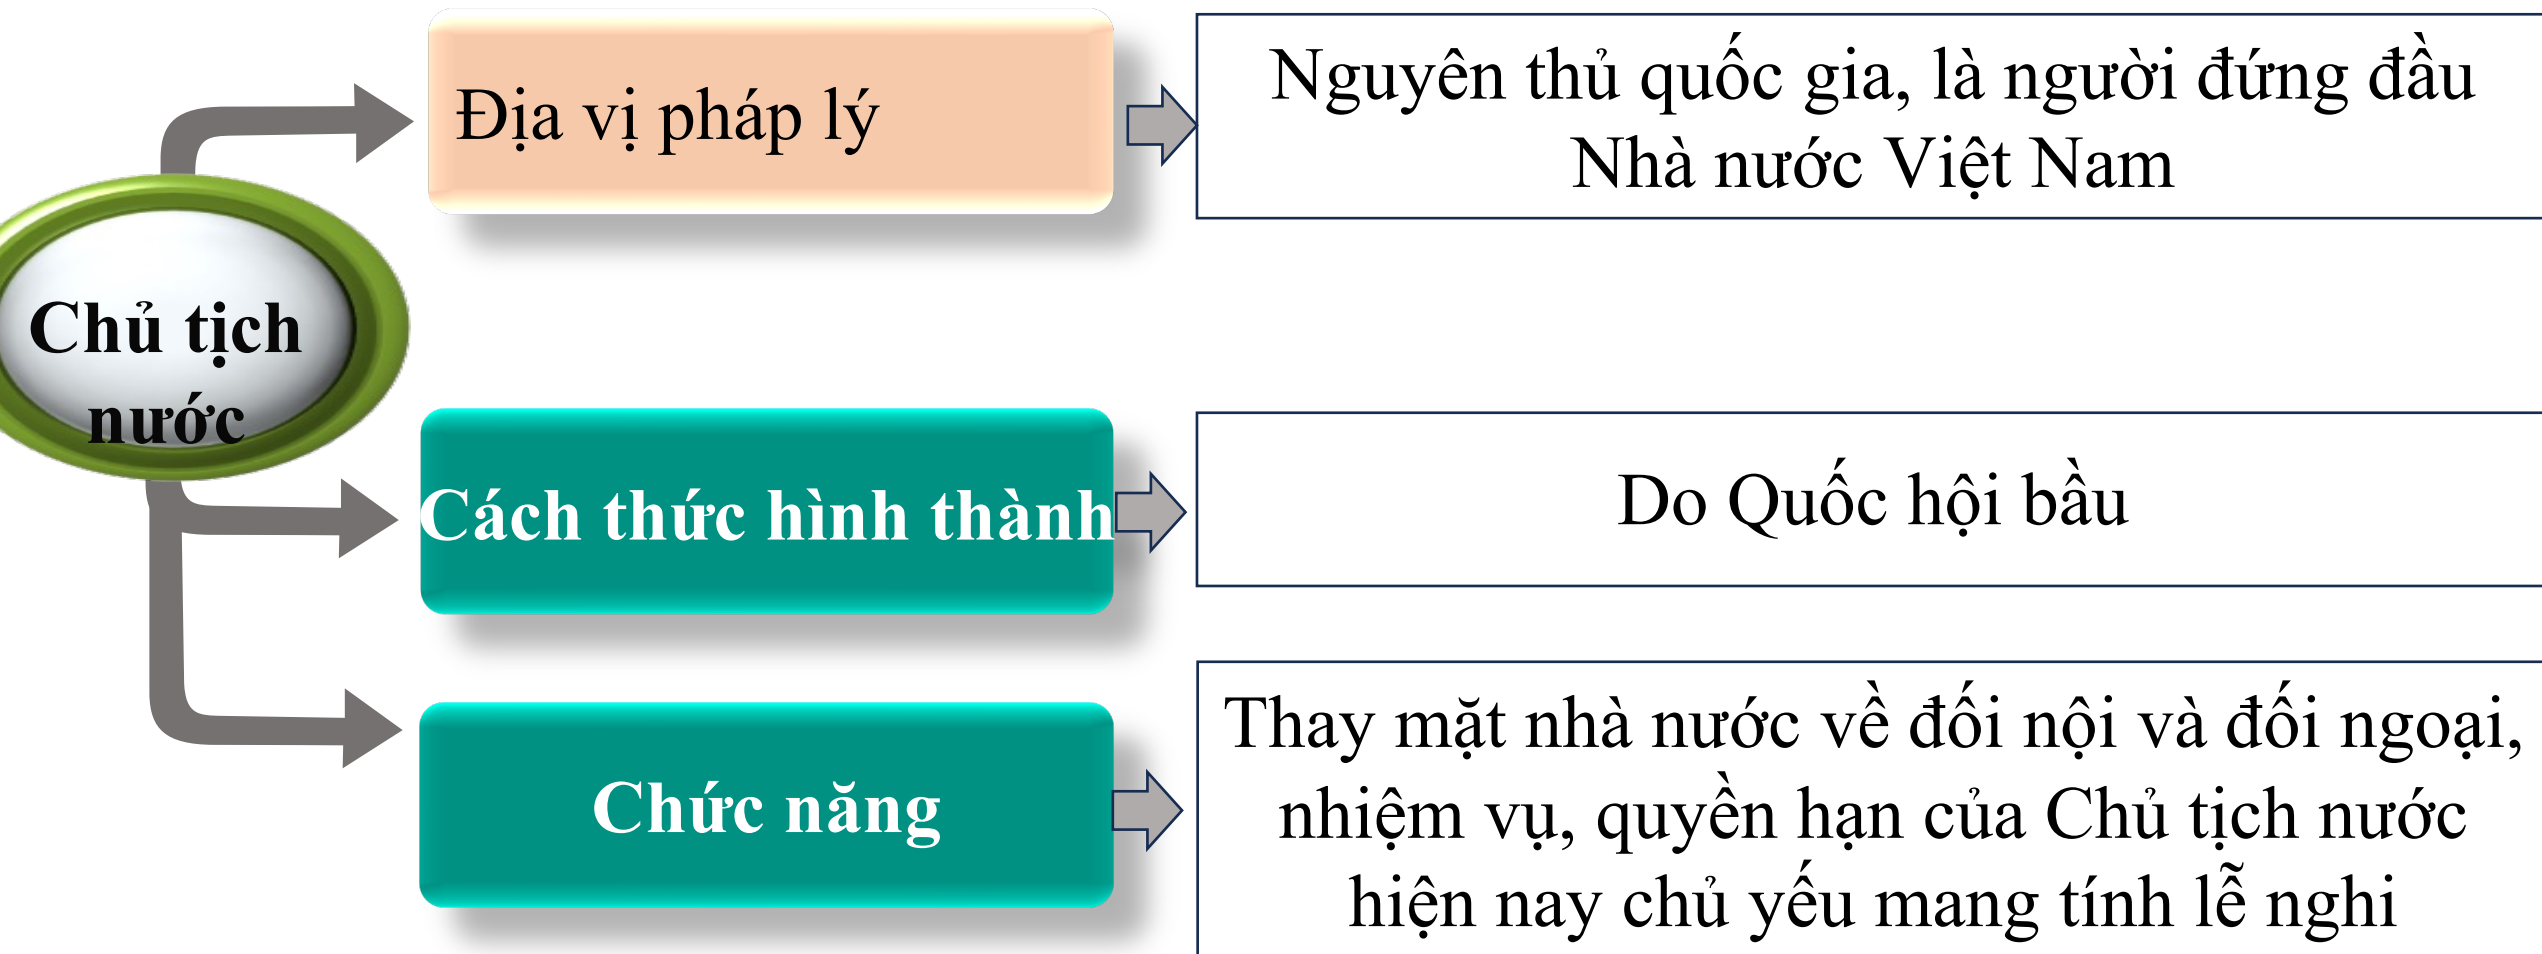 Chủ tịch
nước
Địa vị pháp lý
Nguyên thủ quốc gia, là người đứng đầu
Nhà nước Việt Nam
Cách thức hình thành
Do Quốc hội bầu
Chức năng
Thay mặt nhà nước về đối nội và đối ngoại,
nhiệm vụ, quyền hạn của Chủ tịch nước
hiện nay chủ yếu mang tính lễ nghi